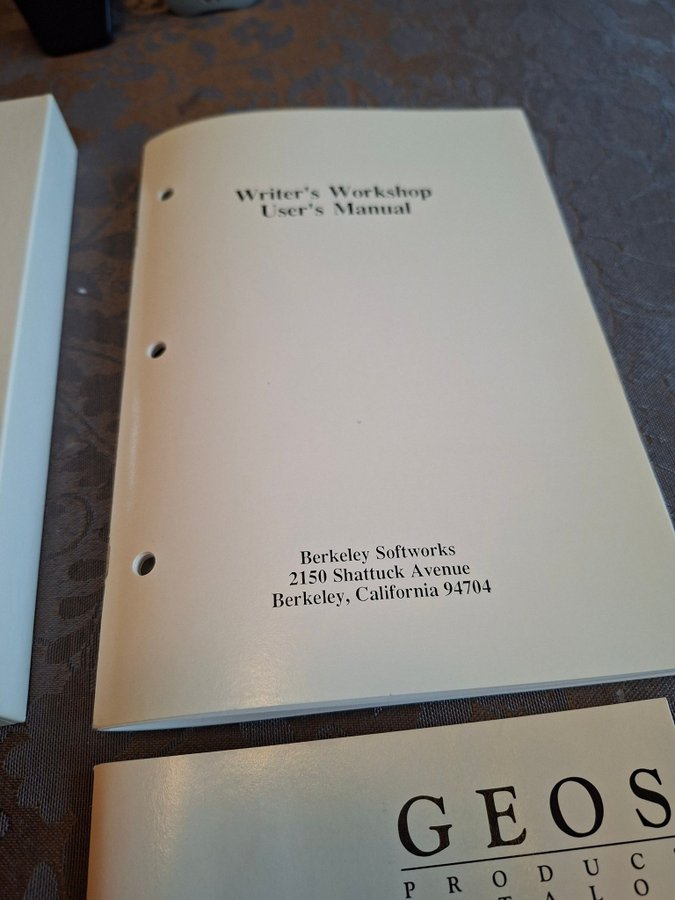 Writer's Workshop
User's Manual
Berkeley Softworks
2150 Shattuck Avenue
Berkeley, California 94704
GEOS